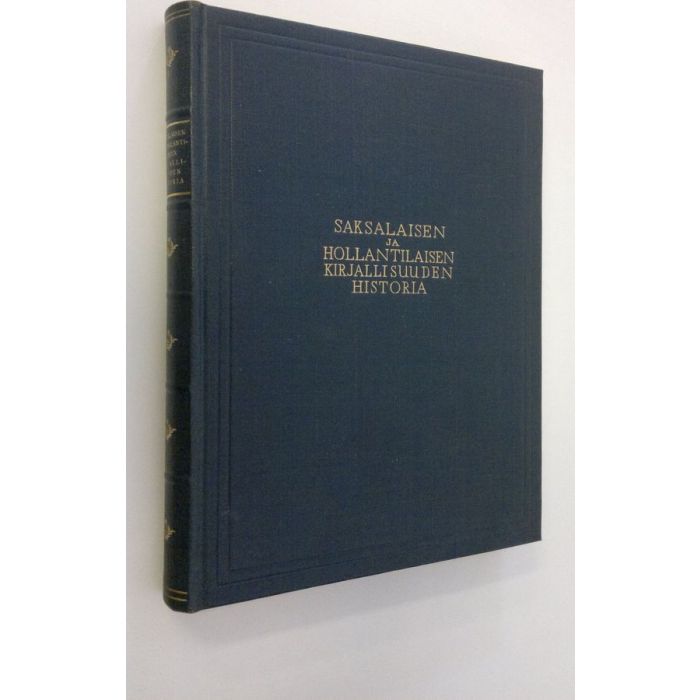 SAKSALAISEN
JA
HOLLANTILAISEN
KIRJALLISUUDEN
HISTORIA